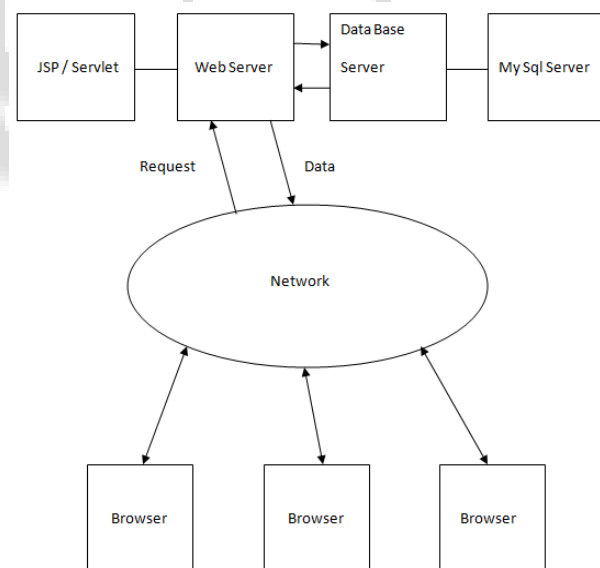 Data Base
JSP / Servlet
Web Server
Server
My Sql Server
Request
Data
Network
Browser
Browser
Browser